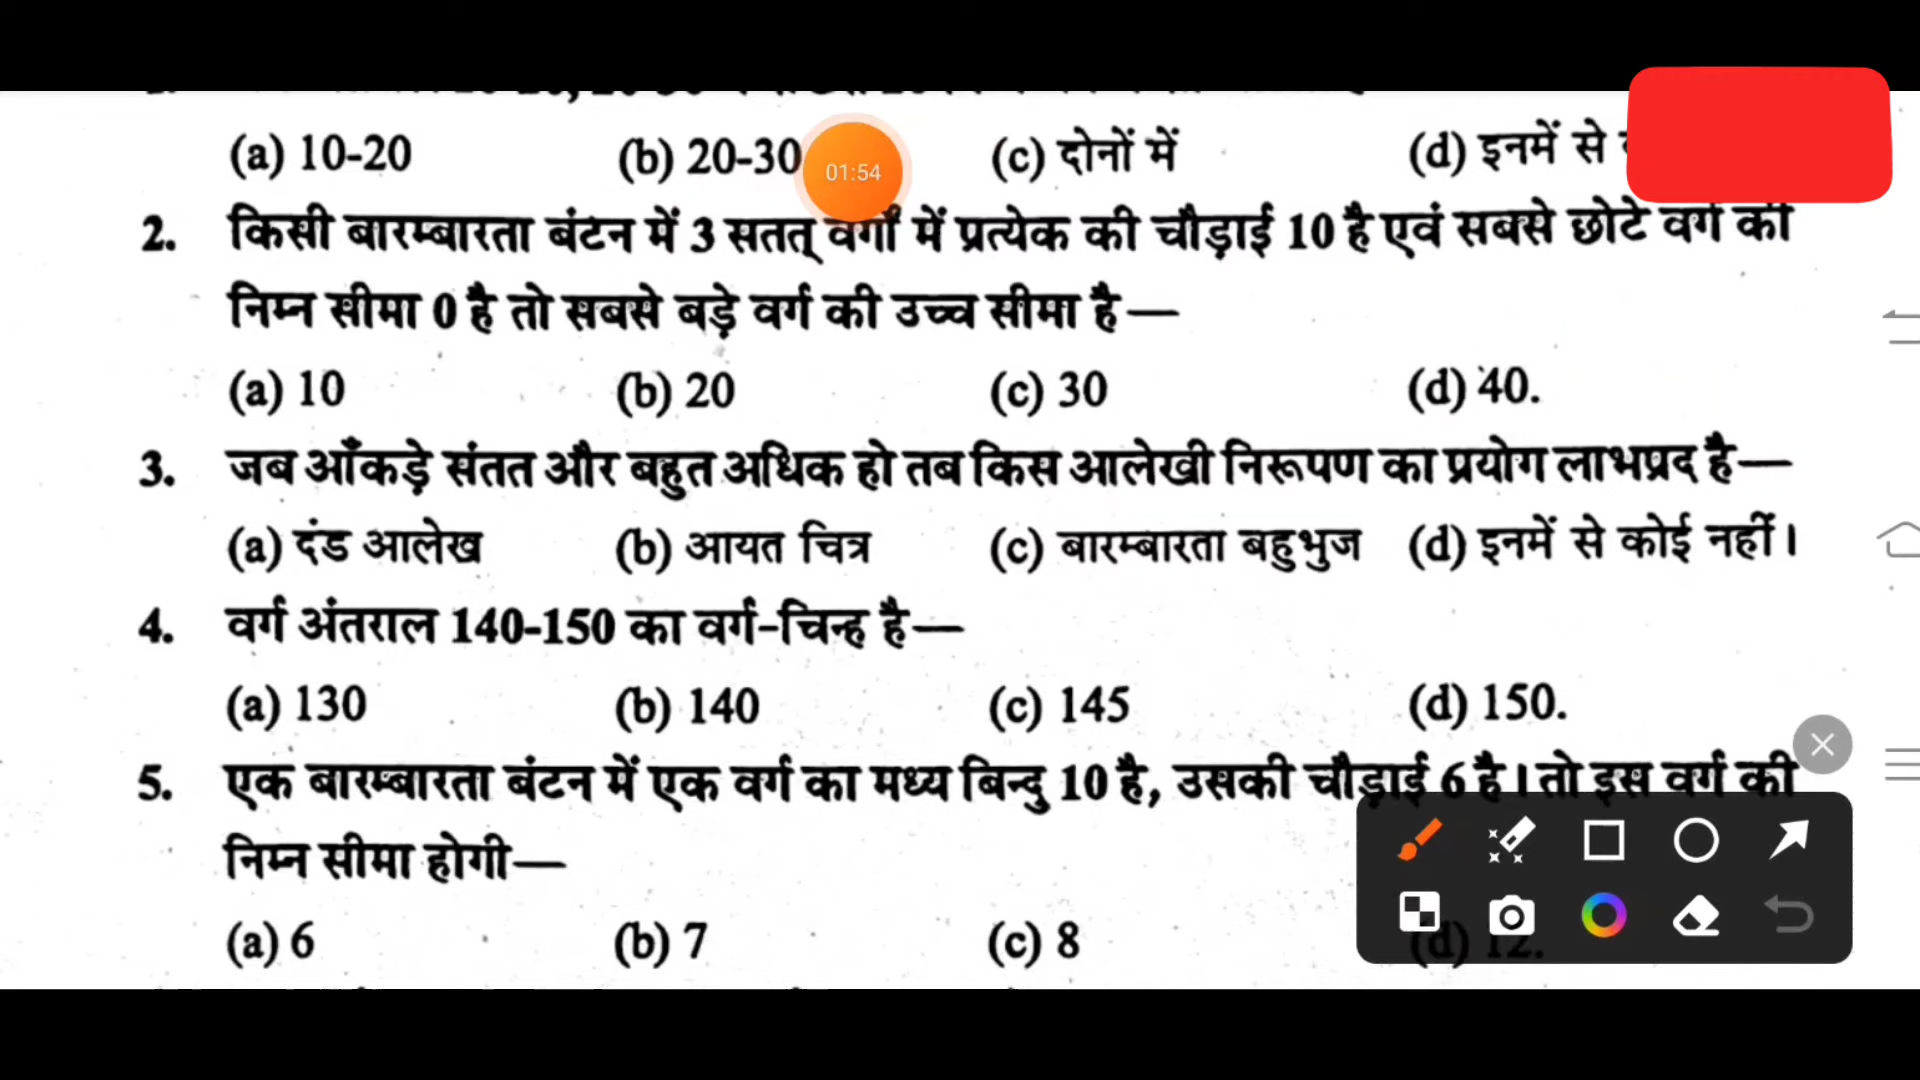 (a) 10-20 (b) 20-30 (c) दोनों में (d) इनमें से
01:54
2. किसी बारम्बारता बंटन में 3 सतत् वर्गों में प्रत्येक की चौड़ाई 10 है एवं सबसे छोटे वर्ग की
निम्न सीमा 0 है तो सबसे बड़े वर्ग की उच्च सीमा है—
(a) 10 (b) 20 (c) 30 (d) 40.
3. जब आँकड़े संतत और बहुत अधिक हो तब किस आलेखी निरूपण का प्रयोग लाभप्रद है—
(a) दंड आलेख (b) आयत चित्र (c) बारम्बारता बहुभुज (d) इनमें से कोई नहीं।
4. वर्ग अंतराल 140-150 का वर्ग-चिन्ह है—
(a) 130 (b) 140 (c) 145 (d) 150.
5. एक बारम्बारता बंटन में एक वर्ग का मध्य बिन्दु 10 है, उसकी चौड़ाई 6 है। तो इस वर्ग की
निम्न सीमा होगी—
(a) 6 (b) 7 (c) 8 (d) 12.